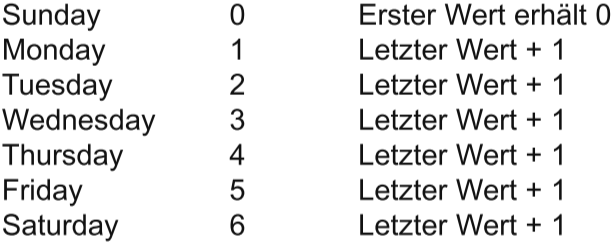 Sunday 0 Erster Wert erhält 0
Monday 1 Letzter Wert + 1
Tuesday 2 Letzter Wert + 1
Wednesday 3 Letzter Wert + 1
Thursday 4 Letzter Wert + 1
Friday 5 Letzter Wert + 1
Saturday 6 Letzter Wert + 1